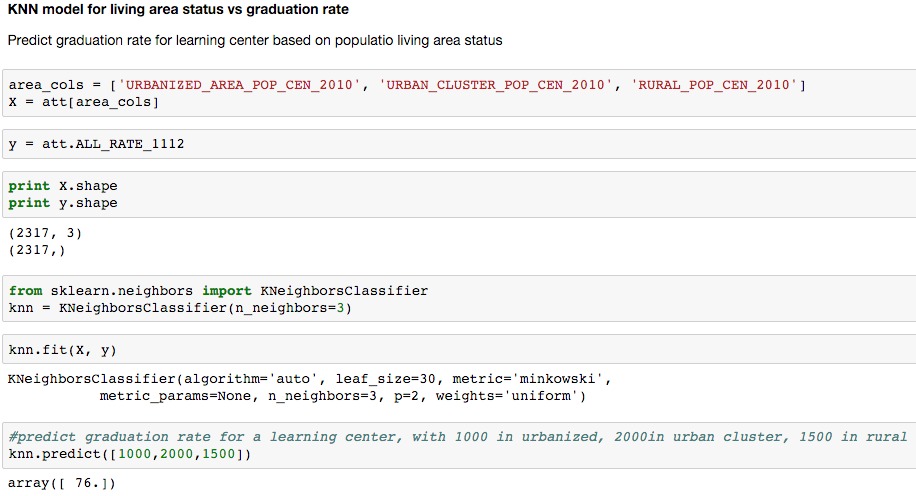 KNN model for living area status vs graduation rate
Predict graduation rate for learning center based on populatio living area status
area_cols = ['URBANIZED_AREA_POP_CEN_2010', 'URBAN_CLUSTER_POP_CEN_2010', 'RURAL_POP_CEN_2010']
X = att[area_cols]
y = att.ALL_RATE_1112
print X.shape
print y.shape
(2317, 3)
(2317,)
from sklearn.neighbors import KNeighborsClassifier
knn = KNeighborsClassifier(n_neighbors=3)
knn.fit(X, y)
KNeighborsClassifier(algorithm='auto', leaf_size=30, metric='minkowski',
metric_params=None, n_neighbors=3, p=2, weights='uniform')
#predict graduation rate for a learning center, with 1000 in urbanized, 2000in urban cluster, 1500 in rural
knn.predict([1000,2000,1500])
array([ 76.])